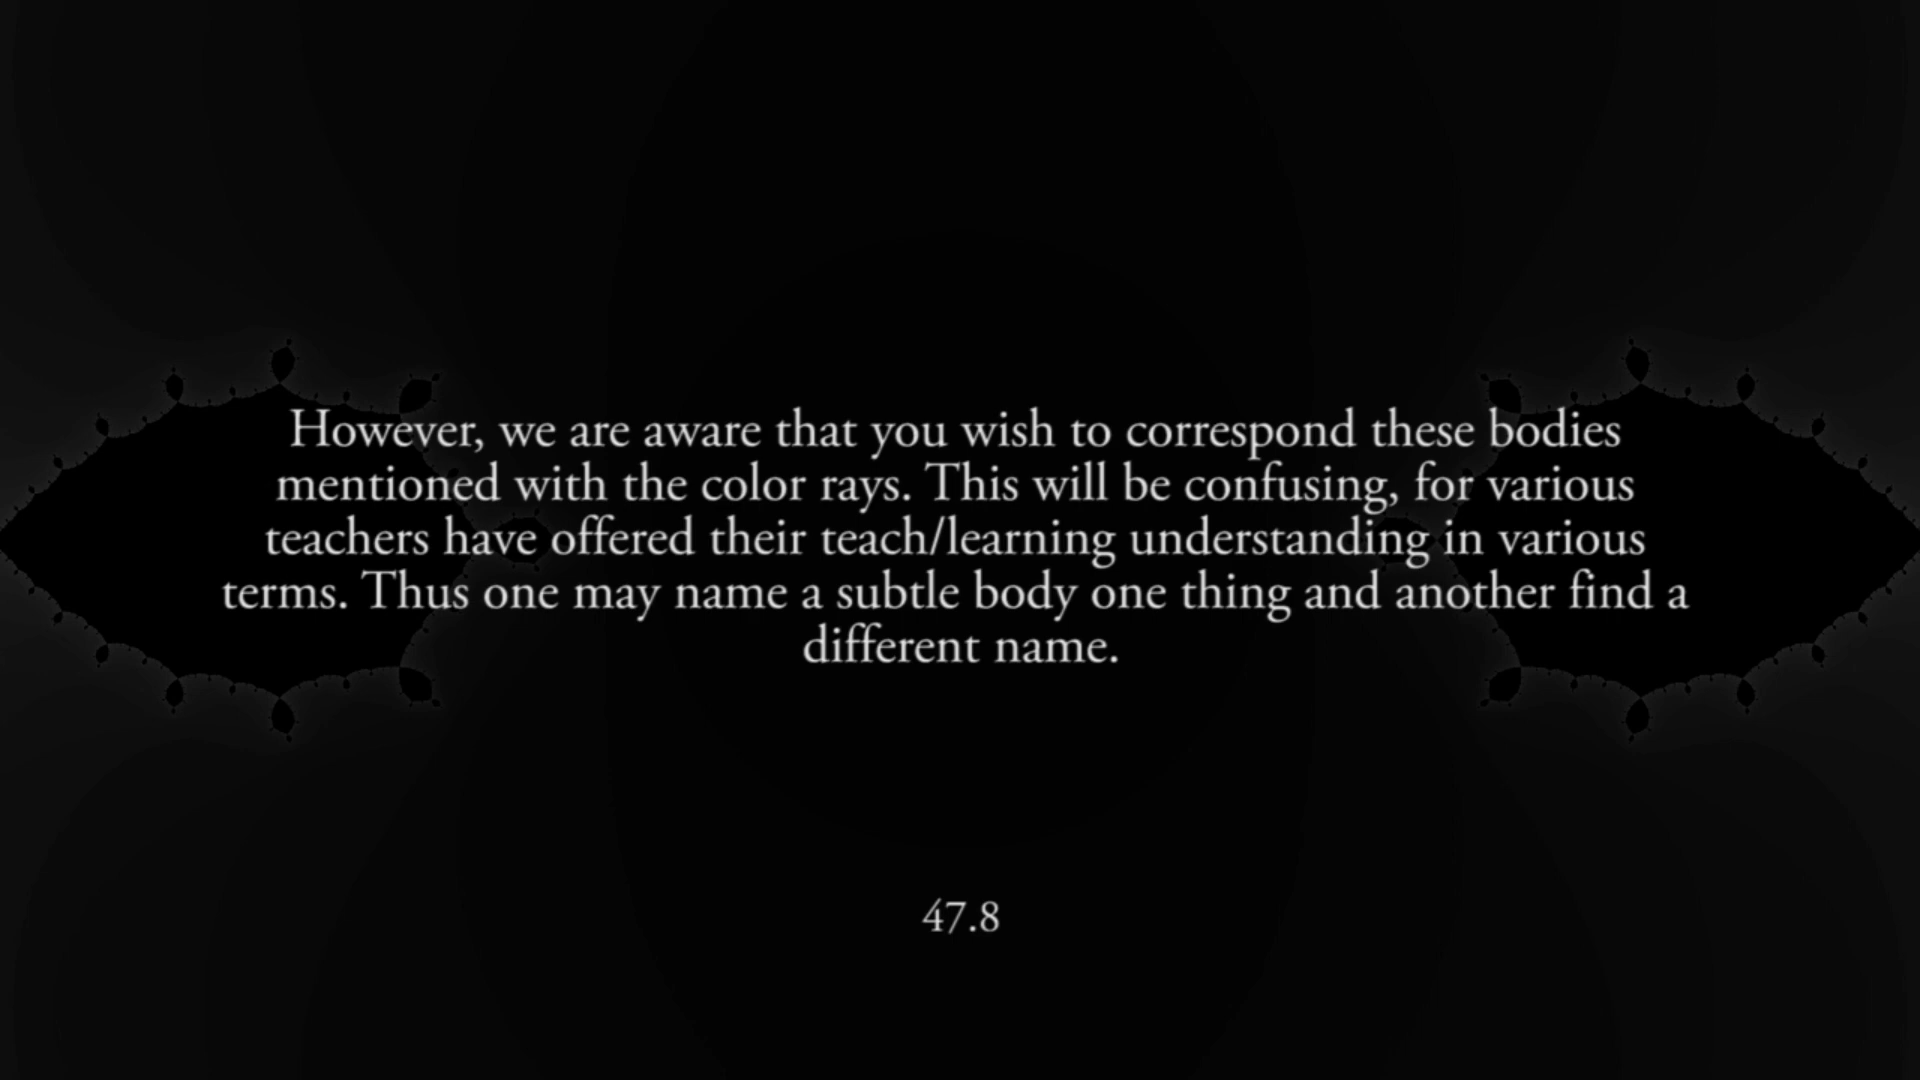 However, we are aware that you wish to correspond these bodies
mentioned with the color rays. This will be confusing, for various
teachers have offered their teach/learning understanding in various
terms. Thus one may name a subtle body one thing and another find a
different name.
47.8